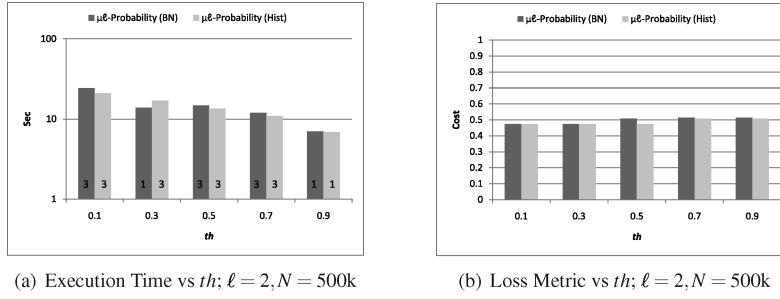 μℓ-Probability (BN) μℓ-Probability (Hist)
100
10
1
Sec
3 3 1 3 3 3 3 3 1 1
0.1 0.3 0.5 0.7 0.9
th
(a) Execution Time vs th; ℓ = 2, N = 500k
μℓ-Probability (BN) μℓ-Probability (Hist)
1
0.9
0.8
0.7
0.6
0.5
0.4
0.3
0.2
0.1
0
Cost
0.1 0.3 0.5 0.7 0.9
th
(b) Loss Metric vs th; ℓ = 2, N = 500k